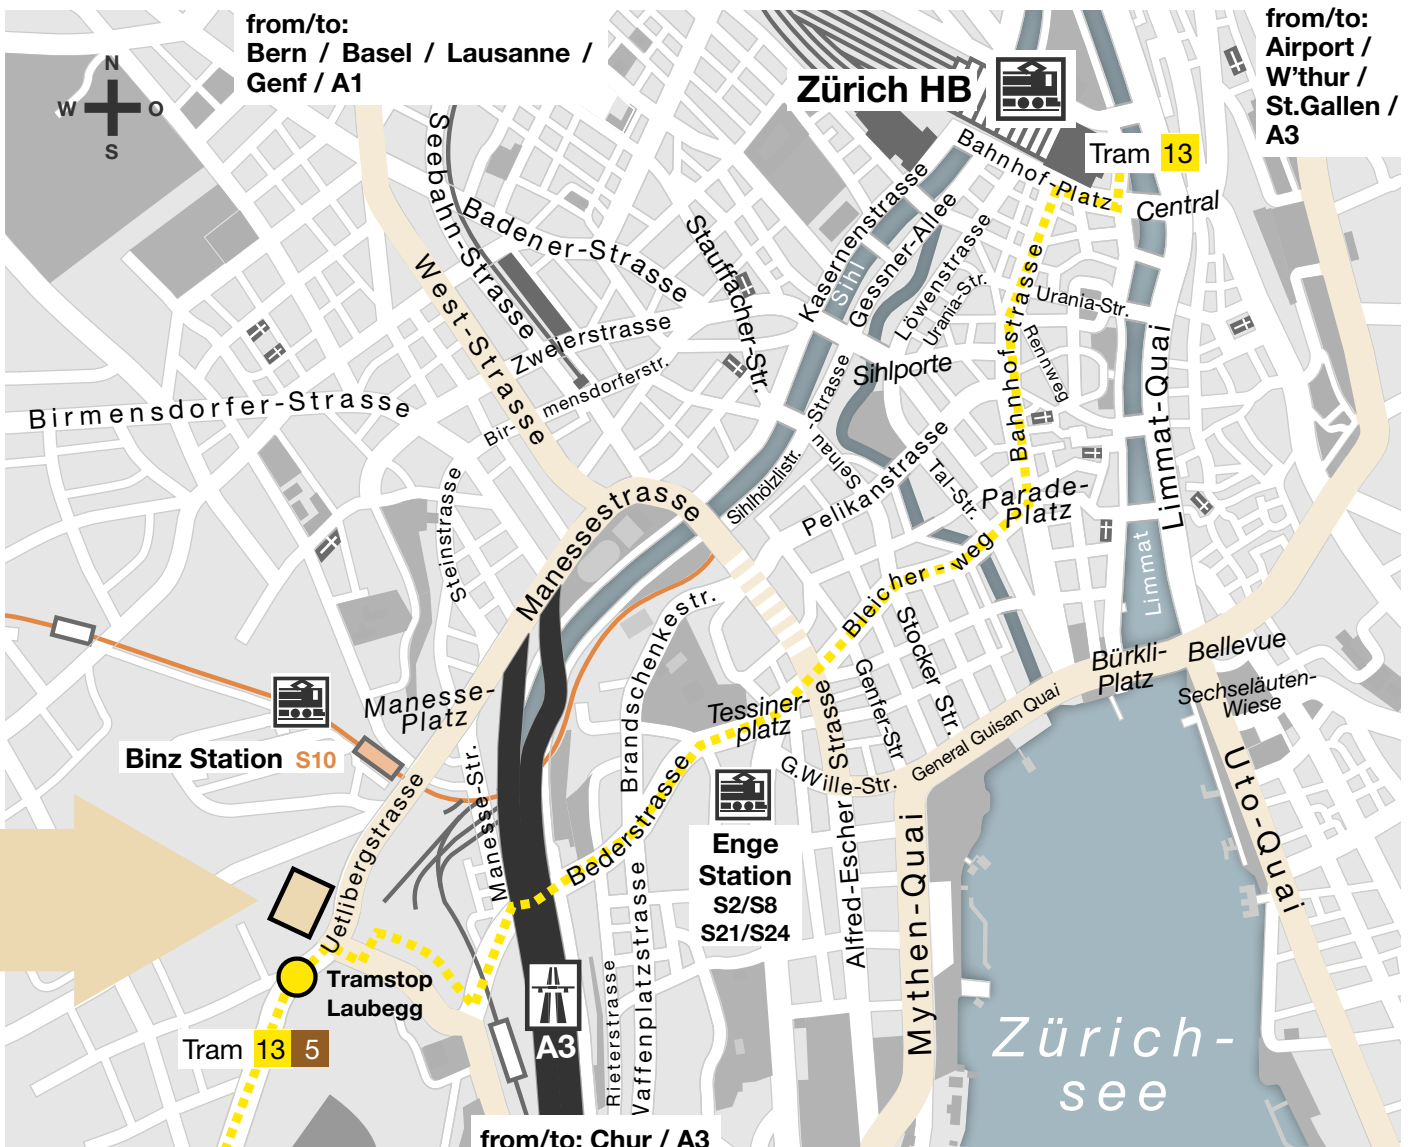 from/to:
Bern / Basel / Lausanne /
Genf / A1
from/to:
Airport /
W'thur /
St.Gallen /
A3
N
W O
S
Zürich HB
Tram 13
Bahnhof-Platz
Central
Seebahn-Strasse
Badener-Strasse
Stauffacher-Str.
Kasernenstrasse
Sihl
Gessner-Allee
Löwenstrasse
Urania-Str.
Urania-Str.
Bahnhofstrasse
Rennweg
Limmat-Quai
West-Strasse
Zweierstrasse
Bir-
mensdorferstr.
Birmensdorfer-Strasse
Sihlporte
Selnau-Strasse
Sihlhölzlistr.
Pelikanstrasse
Tal-Str.
Parade-
Platz
Steinstrasse
Manessestrasse
Bleicher-weg
Limmat
Brandschenkestr.
Stocker Str.
Genfer-Str
Bürkli-
Platz
Bellevue
Sechseläuten-
Wiese
Manesse-
Platz
Tessiner-
platz
General Guisan Quai
Binz Station S10
G.Wille-Str.
Alfred-Escher Strasse
Uto-Quai
Manesse-Str.
Uetlibergstrasse
Bederstrasse
Enge
Station
S2/S8
S21/S24
Mythen-Quai
Tramstop
Laubegg
Tram 13 5
A3
Rieterstrasse
Waffenplatzstrasse
Zürich-
see
from/to: Chur / A3